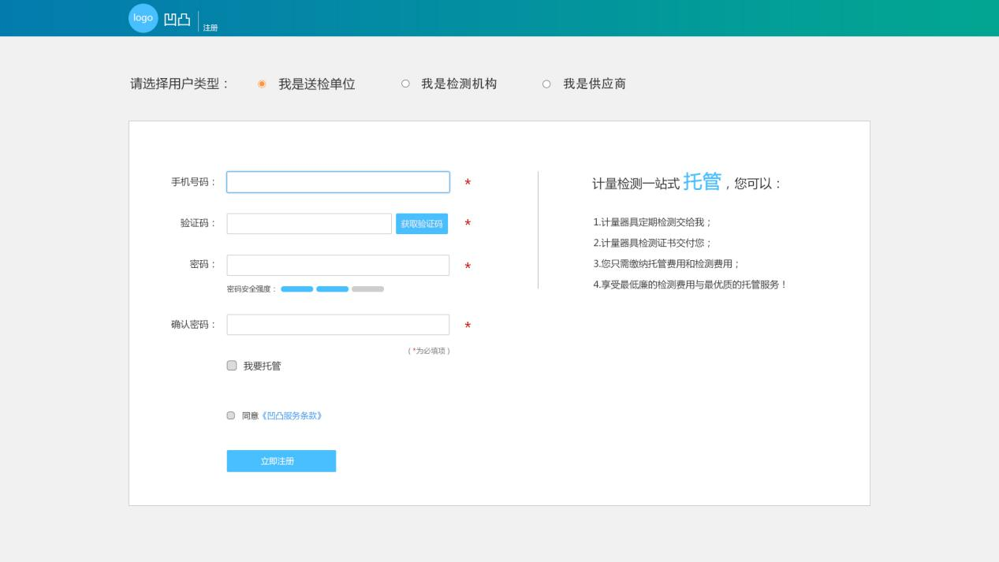 logo 凹凸 注册
请选择用户类型： 我是送检单位 我是检测机构 我是供应商
手机号码： *
验证码： 获取验证码 *
密码： *
密码安全强度：
确认密码： *
（*为必填项）
我要托管
同意《凹凸服务条款》
立即注册
计量检测一站式托管，您可以：
1.计量器具定期检测交给我；
2.计量器具检测证书交付您；
3.您只需缴纳托管费用和检测费用；
4.享受最低廉的检测费用与最优质的托管服务！